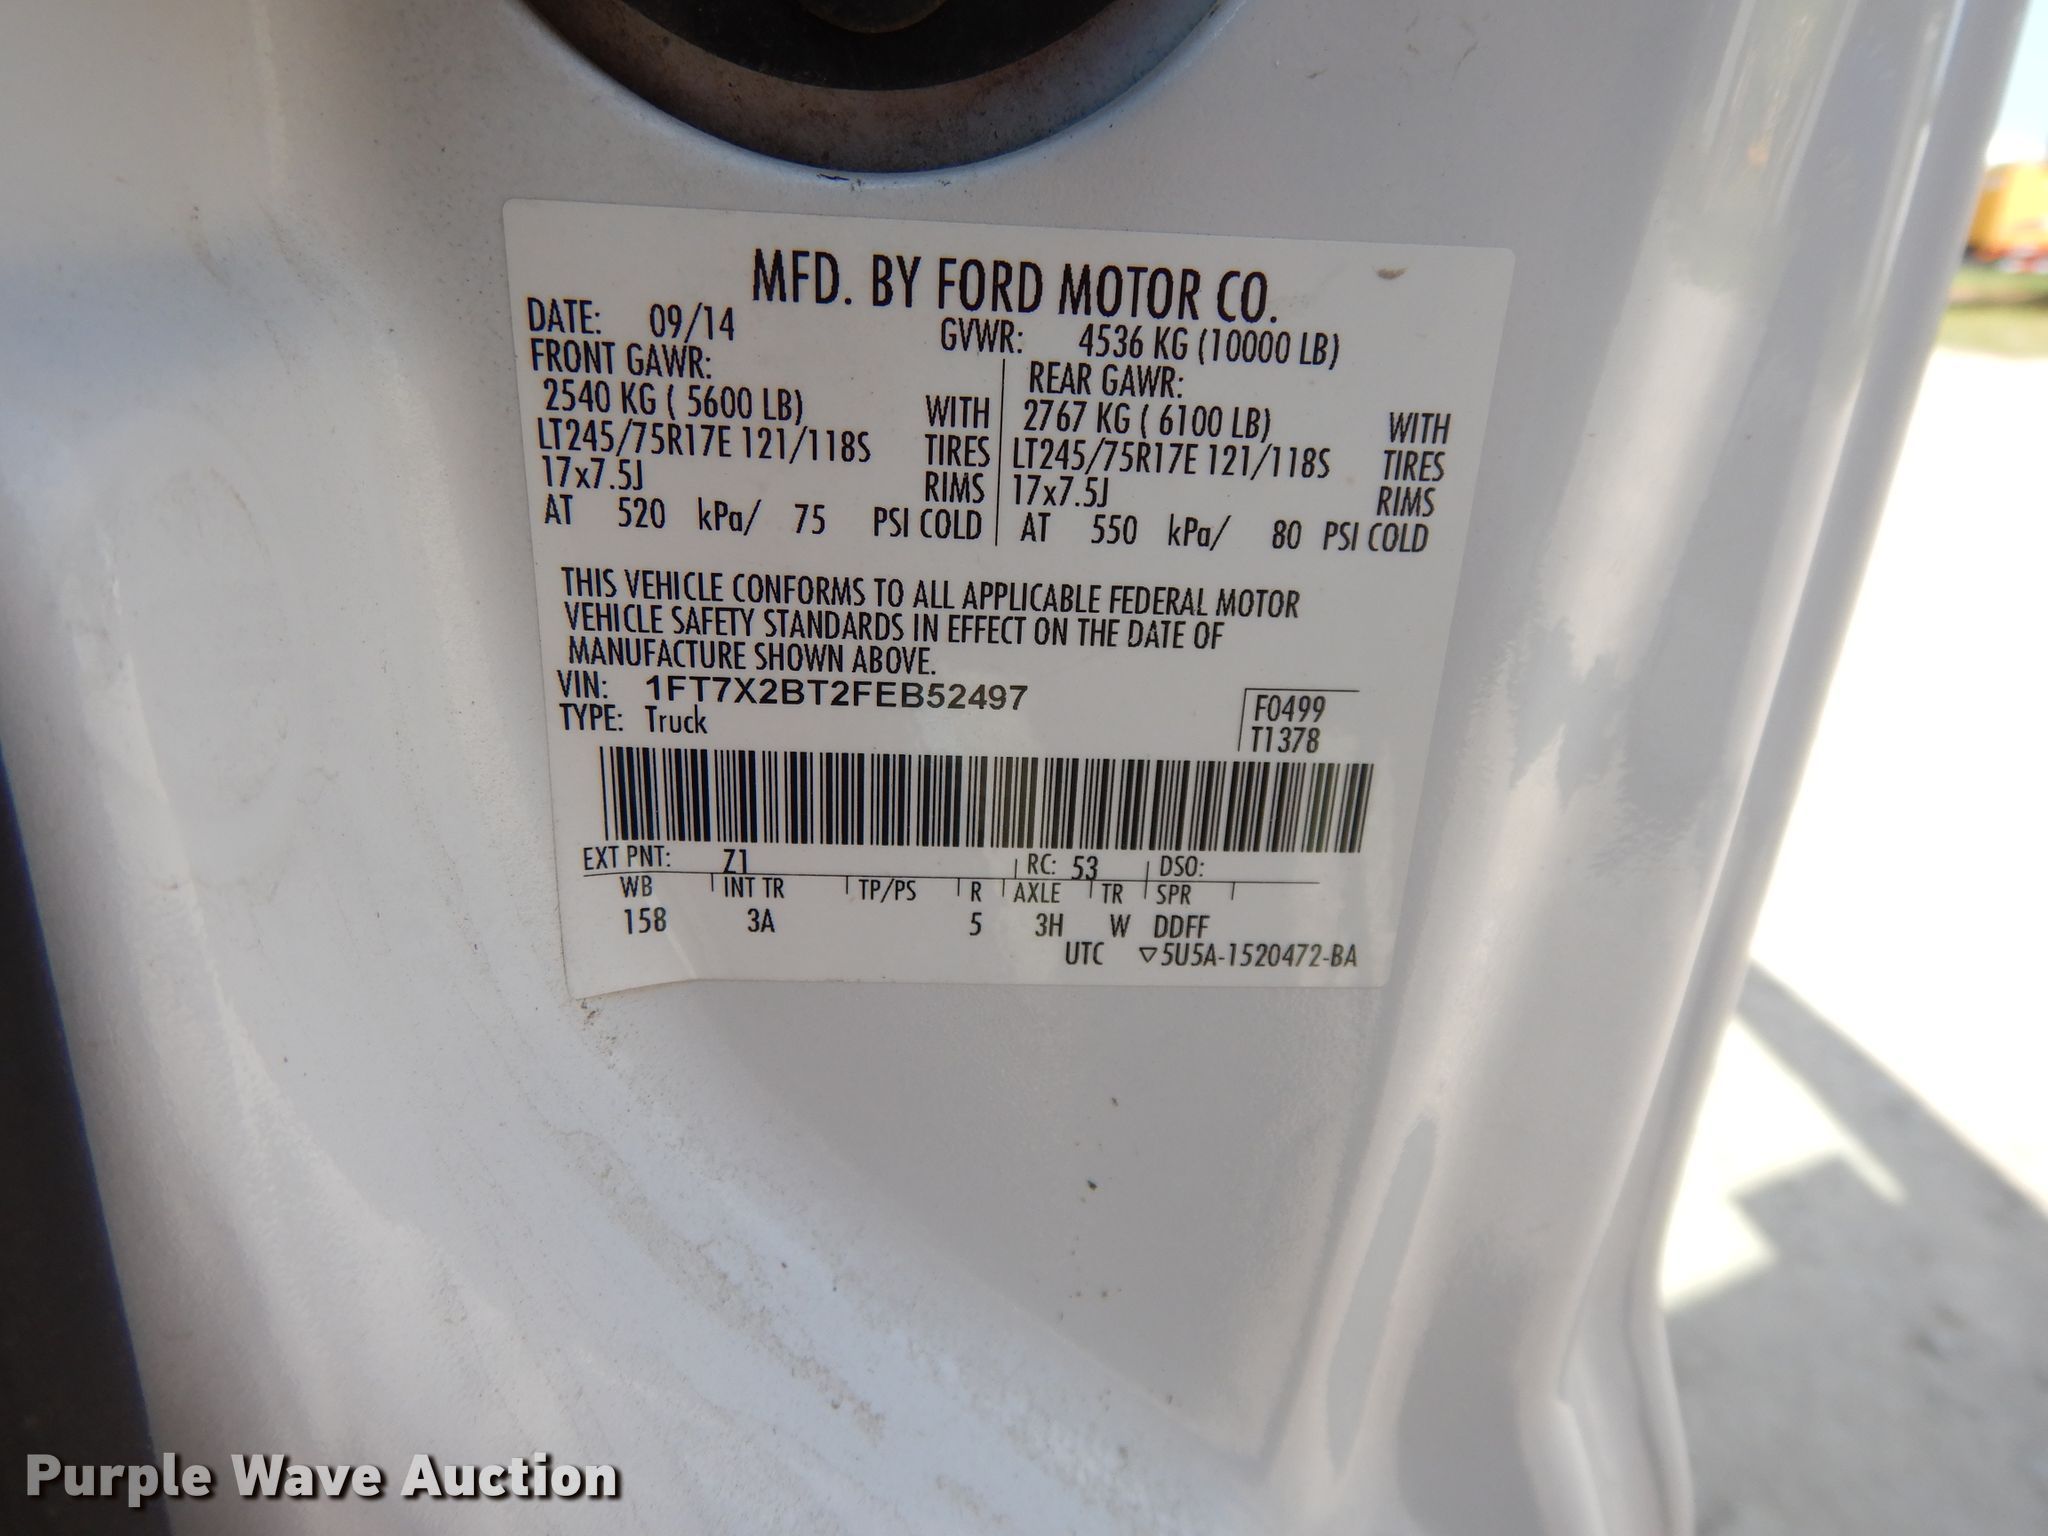 MFD. BY FORD MOTOR CO.
DATE: 09/14 GVWR: 4536 KG (10000 LB)
FRONT GAWR: REAR GAWR:
2540 KG ( 5600 LB) WITH 2767 KG ( 6100 LB) WITH
LT245/75R17E 121/118S TIRES LT245/75R17E 121/118S TIRES
17x7.5J RIMS 17x7.5J RIMS
AT 520 kPa/ 75 PSI COLD AT 550 kPa/ 80 PSI COLD
THIS VEHICLE CONFORMS TO ALL APPLICABLE FEDERAL MOTOR
VEHICLE SAFETY STANDARDS IN EFFECT ON THE DATE OF
MANUFACTURE SHOWN ABOVE.
VIN: 1FT7X2BT2FEB52497 F0499
TYPE: Truck T1378
EXT PNT: Z1 RC: 53 DSO:
WB INT TR TP/PS R AXLE TR SPR
158 3A 5 3H W DDFF
UTC ▽5U5A-1520472-BA
Purple Wave Auction